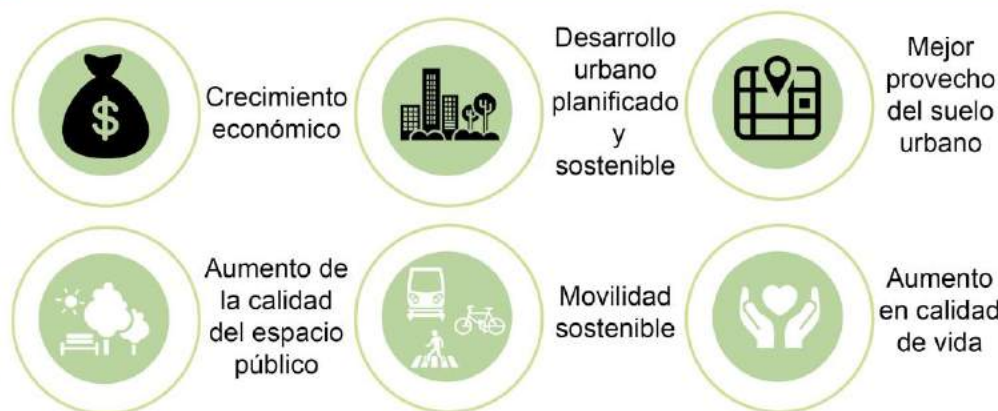 $
Crecimiento
económico
Desarrollo
urbano
planificado
y
sostenible
Mejor
provecho
del suelo
urbano
Aumento de
la calidad
del espacio
público
Movilidad
sostenible
Aumento
en calidad
de vida